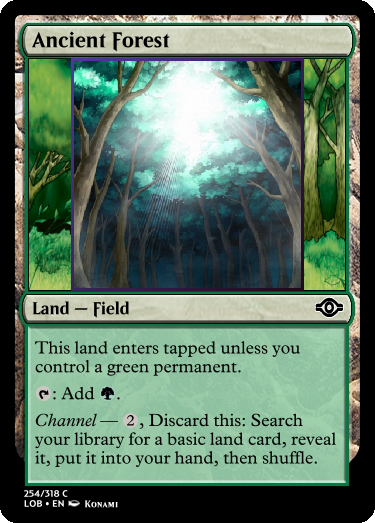 Ancient Forest
Land — Field
This land enters tapped unless you
control a green permanent.
: Add .
Channel — 2, Discard this: Search
your library for a basic land card, reveal
it, put it into your hand, then shuffle.
254/318 C
LOB • EN Konami